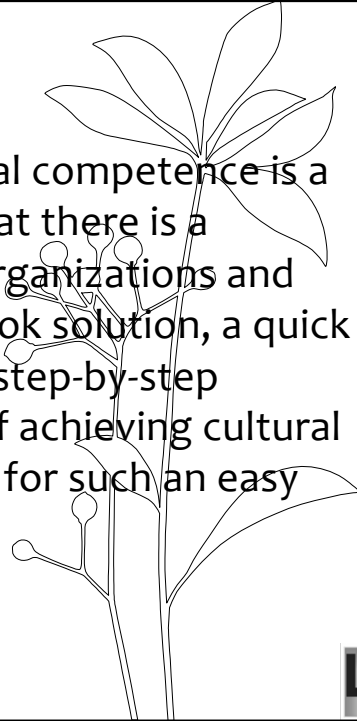 al competence is a
at there is a
rganizations and
ok solution, a quick
step-by-step
f achieving cultural
for such an easy